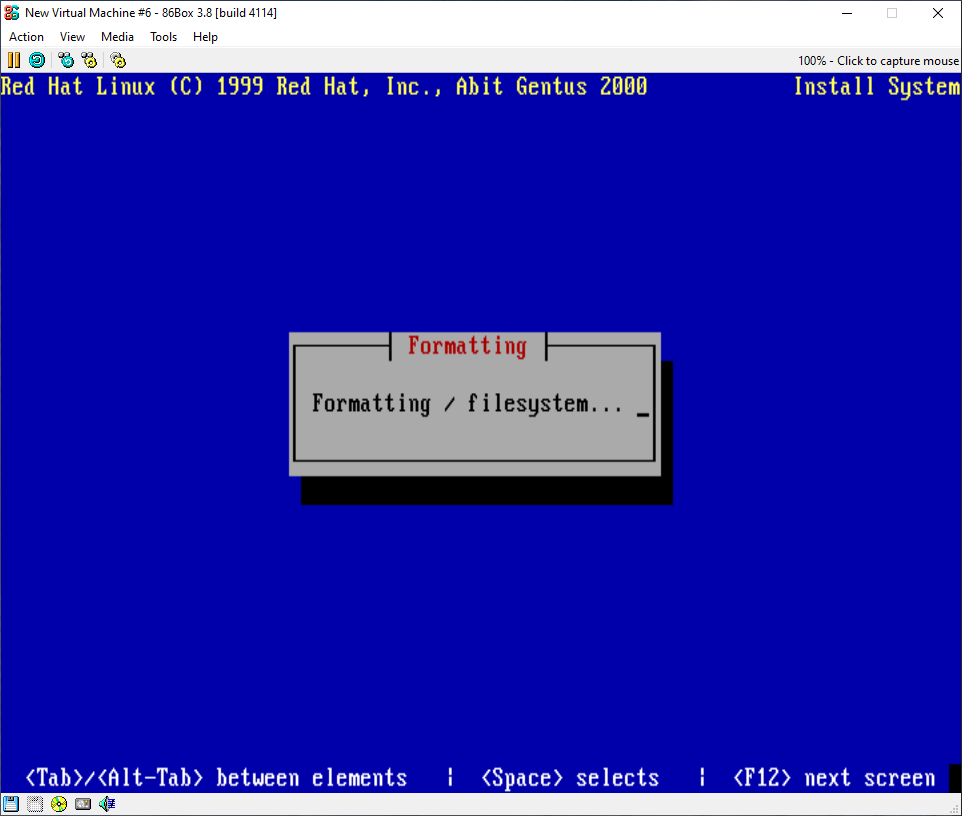 New Virtual Machine #6 - 86Box 3.8 [build 4114]
Action View Media Tools Help
100% - Click to capture mouse
Red Hat Linux (C) 1999 Red Hat, Inc., Abit Gentus 2000 Install System
Formatting
Formatting / filesystem... _
<Tab>/<Alt-Tab> between elements | <Space> selects | <F12> next screen